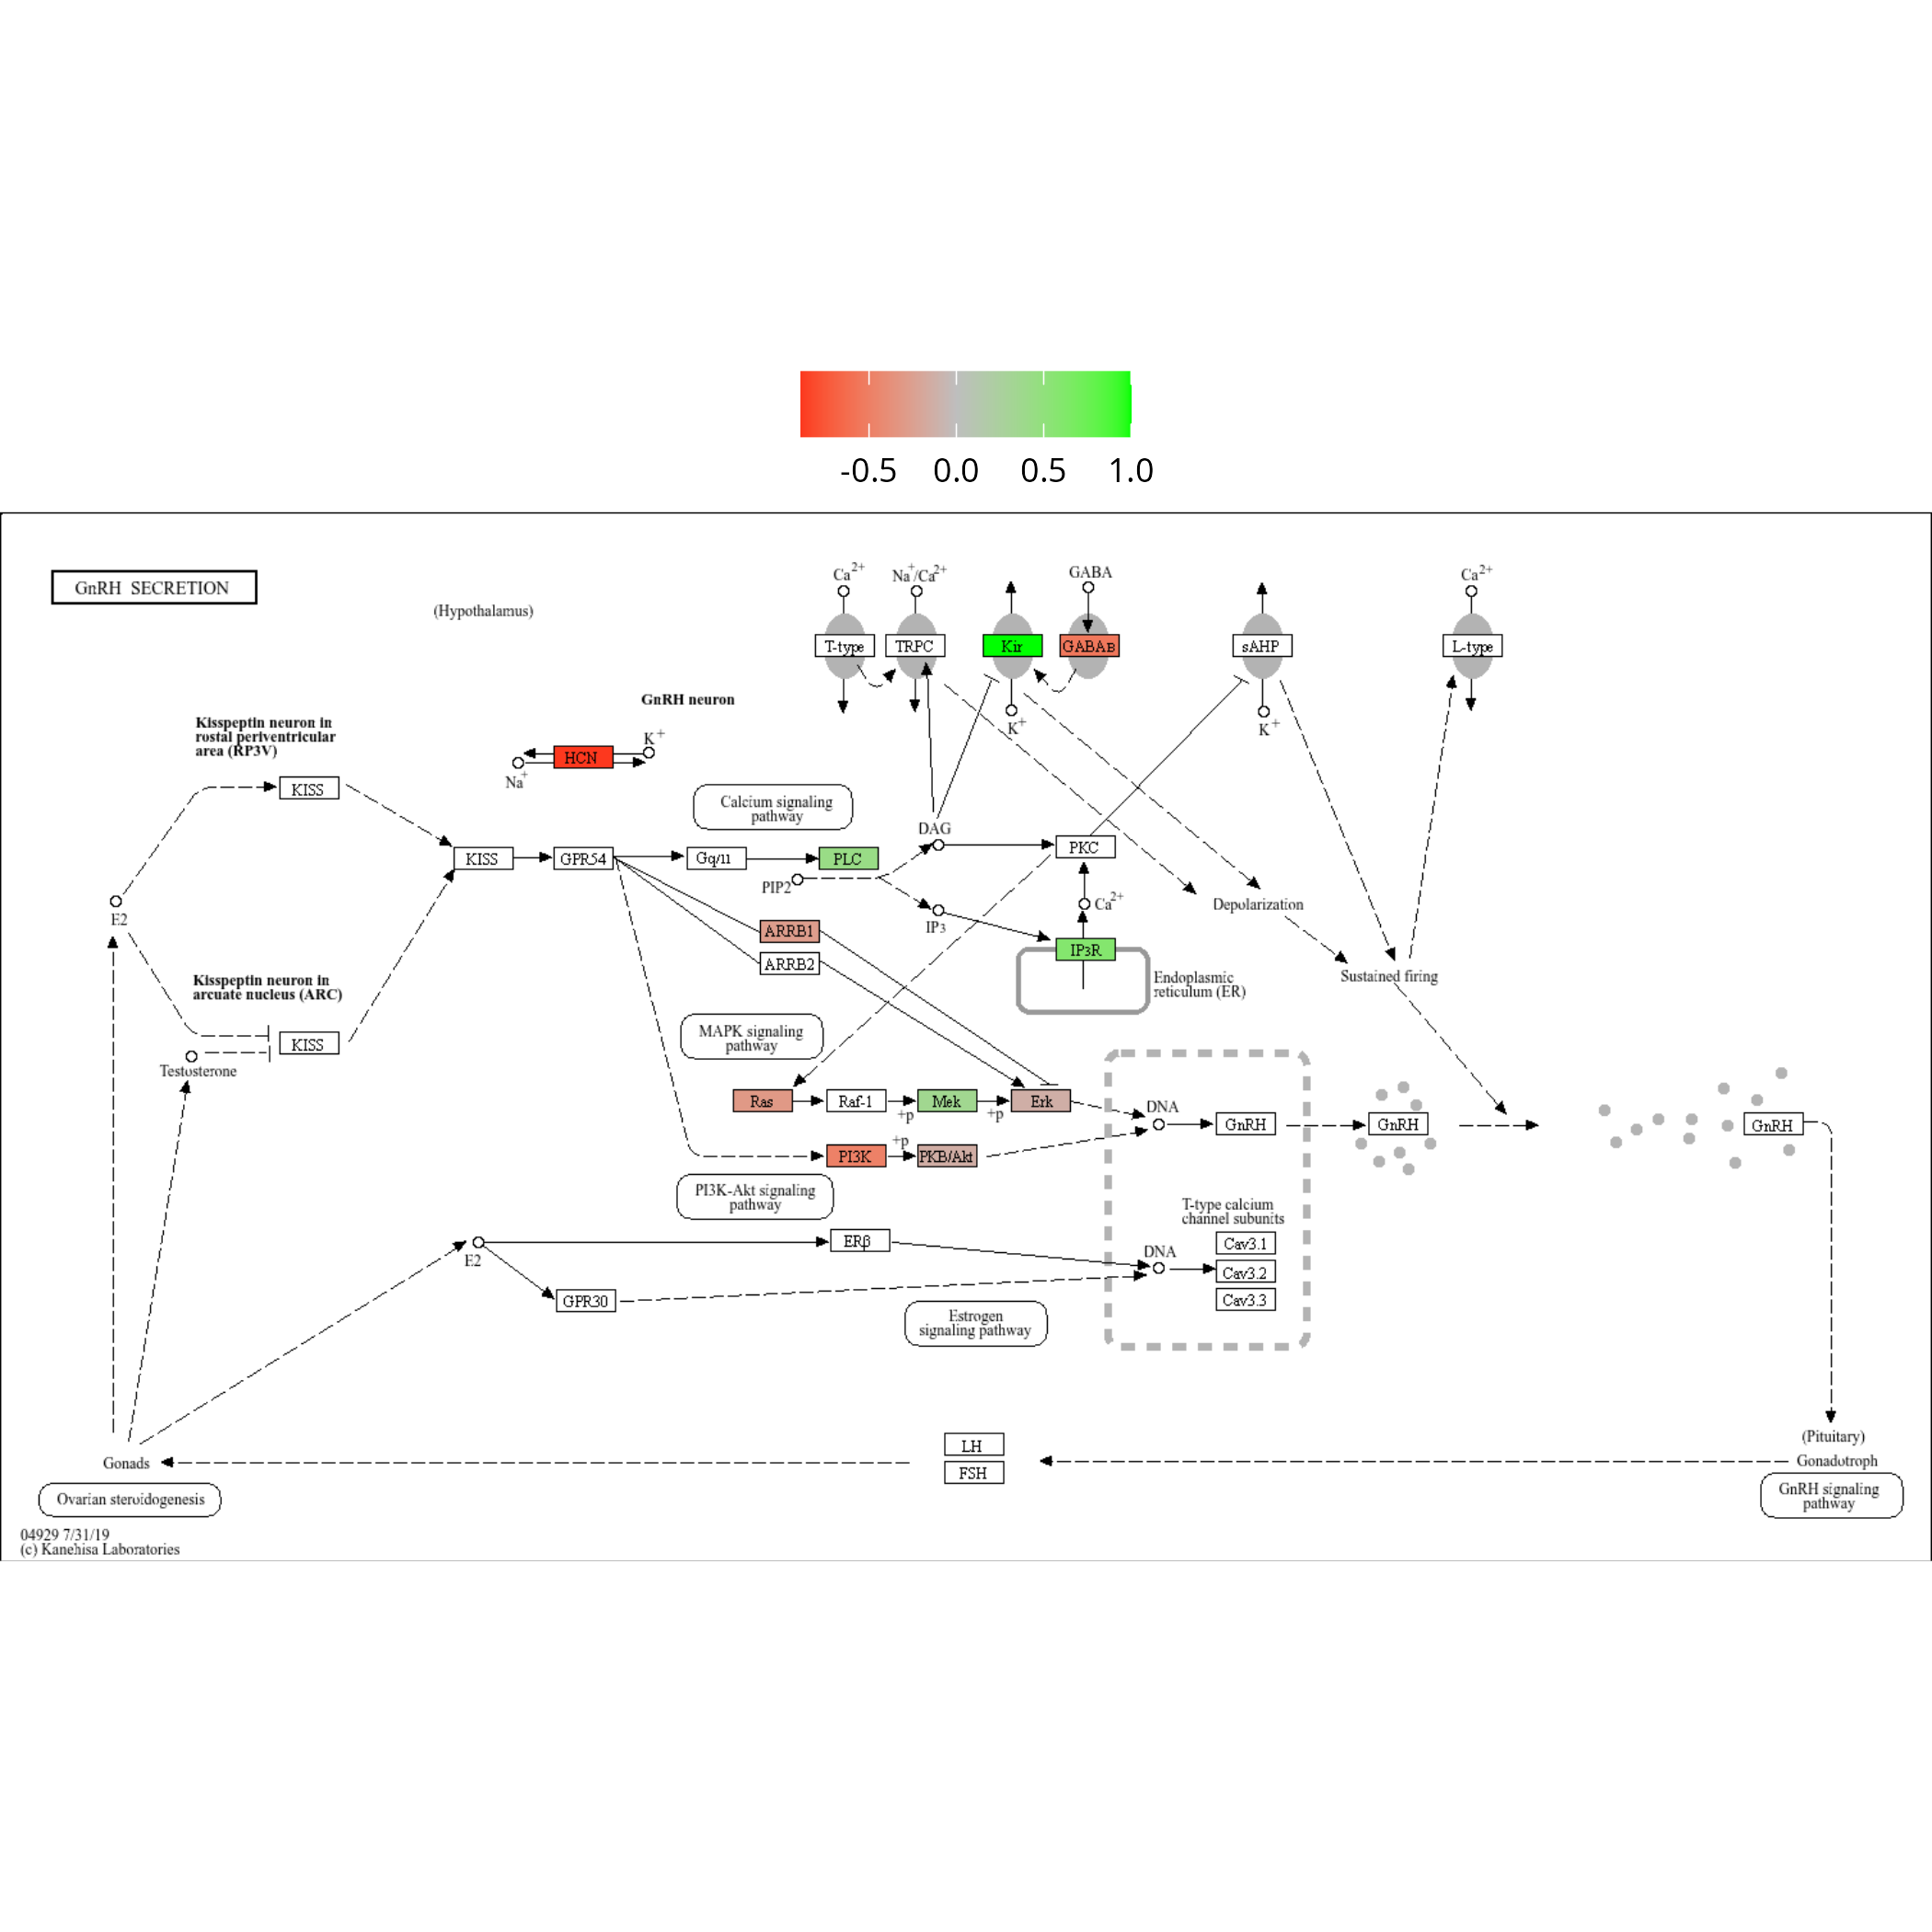 -0.5 0.0 0.5 1.0
GnRH SECRETION
(Hypothalamus)
Ca2+
Na+/Ca2+
GABA
Ca2+
T-type
TRPC
Kir
GABAB
sAHP
L-type
GnRH neuron
K+
K+
Kisspeptin neuron in
rostal periventricular
area (RP3V)
K+
HCN
Na+
KISS
Calcium signaling
pathway
DAG
KISS
GPR54
Gq/11
PLC
PKC
PIP2
Ca2+
Depolarization
E2
IP3
ARRB1
IP3R
ARRB2
Endoplasmic
reticulum (ER)
Sustained firing
Kisspeptin neuron in
arcuate nucleus (ARC)
MAPK signaling
pathway
KISS
Testosterone
Ras
Raf-1
+p
Mek
+p
Erk
DNA
GnRH
GnRH
GnRH
+p
PI3K
PKB/Akt
PI3K-Akt signaling
pathway
T-type calcium
channel subunits
ERβ
Cav3.1
E2
DNA
Cav3.2
GPR30
Cav3.3
Estrogen
signaling pathway
(Pituitary)
LH
Gonads
Gonadotroph
FSH
Ovarian steroidogenesis
GnRH signaling
pathway
04929 7/31/19
(c) Kanehisa Laboratories